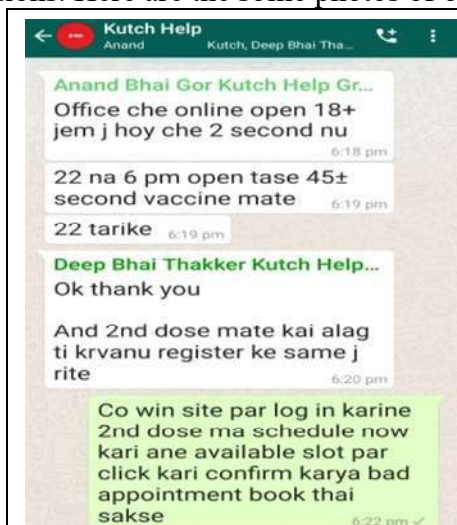 Kutch Help
Anand Kutch, Deep Bhai Tha...
Anand Bhai Gor Kutch Help Gr...
Office che online open 18+
jem j hoy che 2 second nu
6:18 pm
22 na 6 pm open tase 45±
second vaccine mate 6:19 pm
22 tarike 6:19 pm
Deep Bhai Thakker Kutch Help...
Ok thank you
And 2nd dose mate kai alag
ti krvanu register ke same j
rite
6:20 pm
Co win site par log in karine
2nd dose ma schedule now
kari ane available slot par
click kari confirm karya bad
appointment book thai
sakse 6:22 pm